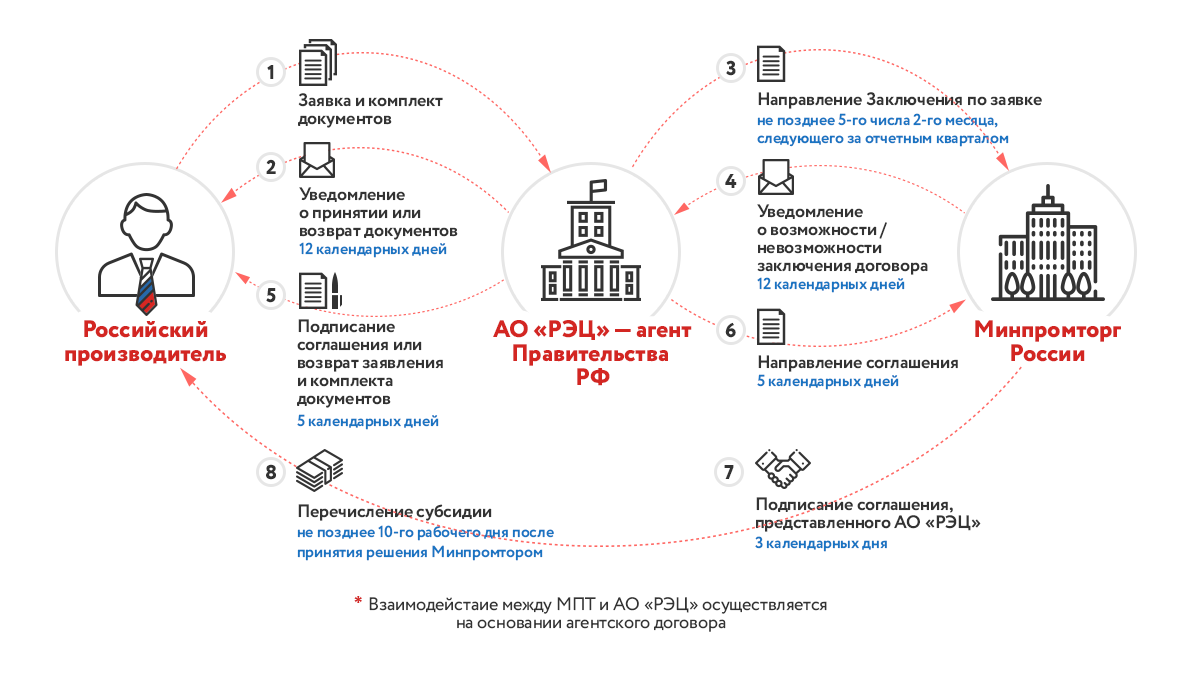 1
Заявка и комплект
документов
2
Уведомление
о принятии или
возврат документов
12 календарных дней
3
Направление Заключения по заявке
не позднее 5-го числа 2-го месяца,
следующего за отчетным кварталом
4
Уведомление
о возможности /
невозможности
заключения договора
12 календарных дней
5
Подписание
соглашения или
возврат заявления
и комплекта
документов
5 календарных дней
6
Направление соглашения
5 календарных дней
Российский
производитель
АО «РЭЦ» — агент
Правительства
РФ
Минпромторг
России
7
Подписание соглашения,
представленного АО «РЭЦ»
3 календарных дня
8
Перечисление субсидии
не позднее 10-го рабочего дня после
принятия решения Минпромтором
* Взаимодействаие между МПТ и АО «РЭЦ» осуществляется
на основании агентского договора